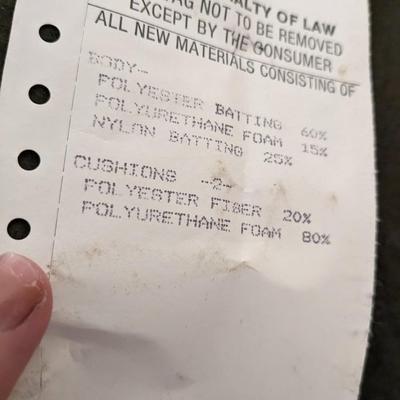 ALTY OF LAW
TAG NOT TO BE REMOVED
EXCEPT BY THE CONSUMER
ALL NEW MATERIALS CONSISTING OF
BODY--
POLYESTER BATTING 60%
POLYURETHANE FOAM 15%
NYLON BATTING 25%
CUSHIONS -2-
POLYESTER FIBER 20%
POLYURETHANE FOAM 80%